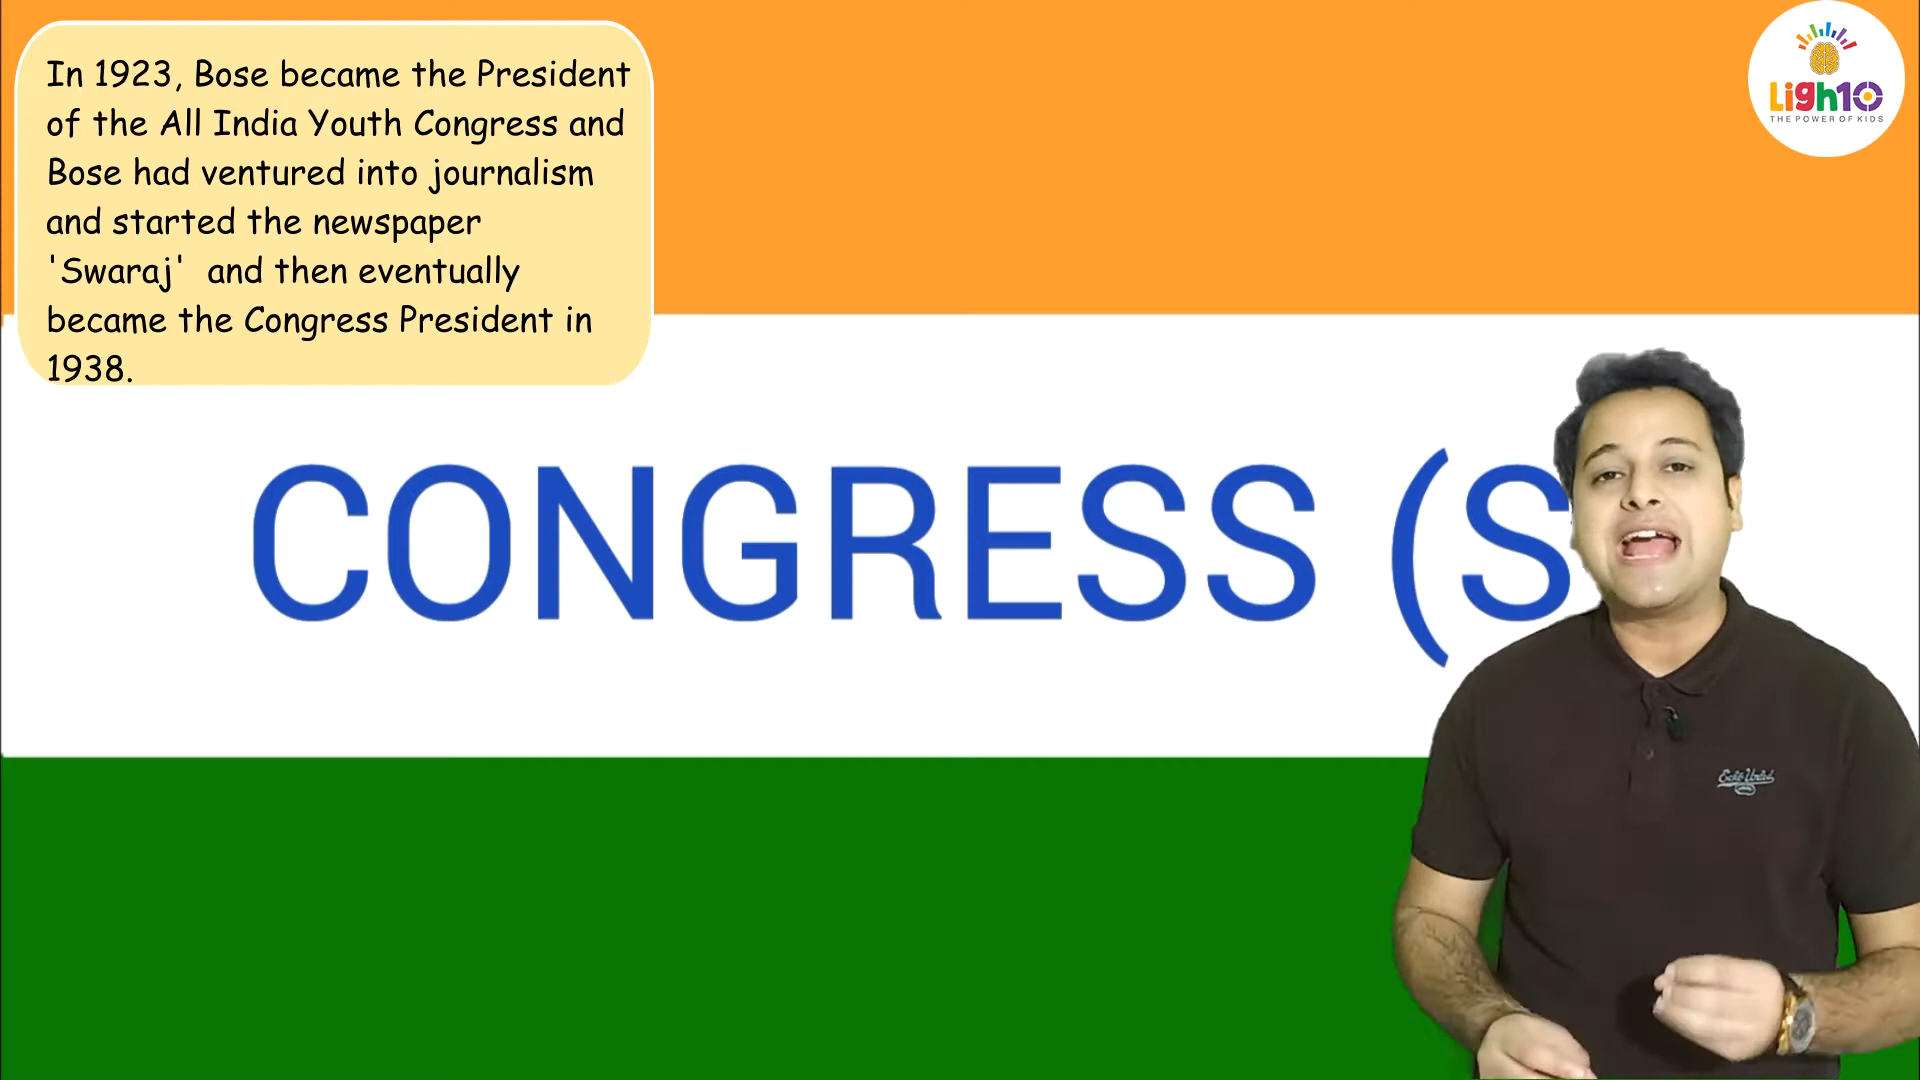 In 1923, Bose became the President
of the All India Youth Congress and
Bose had ventured into journalism
and started the newspaper
'Swaraj'  and then eventually
became the Congress President in
1938.
Ligh10
THE POWER OF KIDS
CONGRESS (S